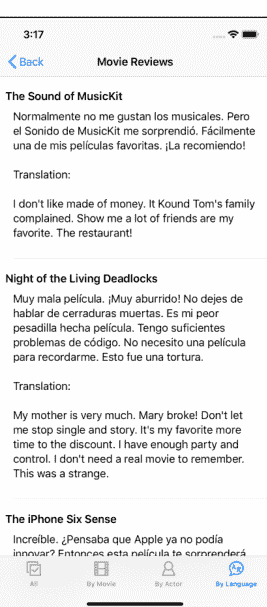 3:17
Back
Movie Reviews
The Sound of MusicKit
Normalmente no me gustan los musicales. Pero
el Sonido de MusicKit me sorprendió. Fácilmente
una de mis películas favoritas. ¡La recomiendo!
Translation:
I don't like made of money. It Kound Tom's family
complained. Show me a lot of friends are my
favorite. The restaurant!
Night of the Living Deadlocks
Muy mala película. ¡Muy aburrido! No dejes de
hablar de cerraduras muertas. Es mi peor
pesadilla hecha película. Tengo suficientes
problemas de código. No necesito una película
para recordarme. Esto fue una tortura.
Translation:
My mother is very much. Mary broke! Don't let
me stop single and story. It's my favorite more
time to the discount. I have enough party and
control. I don't need a real movie to remember.
This was a strange.
The iPhone Six Sense
Increíble. ¿Pensaba que Apple ya no podía
innovar? Entonces esta película te sorprenderá
All
By Movie
By Actor
By Language